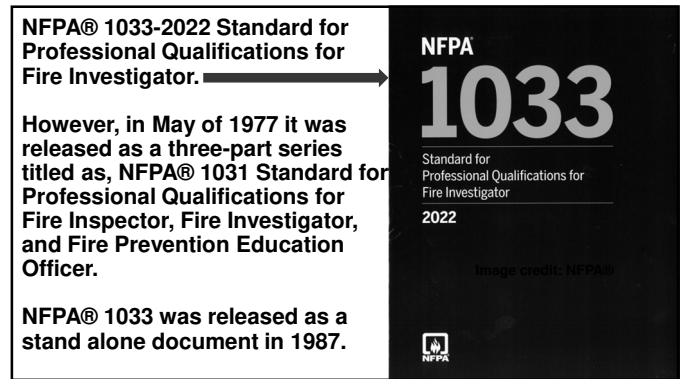 NFPA® 1033-2022 Standard for
Professional Qualifications for
Fire Investigator.
However, in May of 1977 it was
released as a three-part series
titled as, NFPA® 1031 Standard for
Professional Qualifications for
Fire Inspector, Fire Investigator,
and Fire Prevention Education
Officer.
NFPA® 1033 was released as a
stand alone document in 1987.
NFPA®
1033
Standard for
Professional Qualifications for
Fire Investigator
2022
Image credit: NFPA®
NFPA